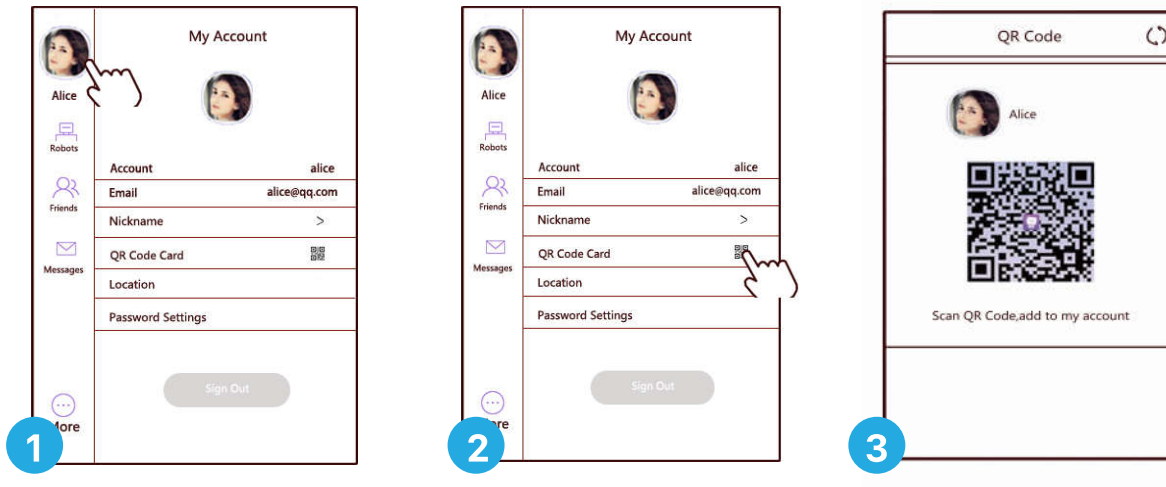 My Account
Alice
Robots
Friends
Messages
More
Account alice
Email alice@qq.com
Nickname >
QR Code Card
Location
Password Settings
Sign Out
1
My Account
Alice
Robots
Friends
Messages
Account alice
Email alice@qq.com
Nickname >
QR Code Card
Location
Password Settings
Sign Out
2
QR Code
Alice
Scan QR Code,add to my account
3